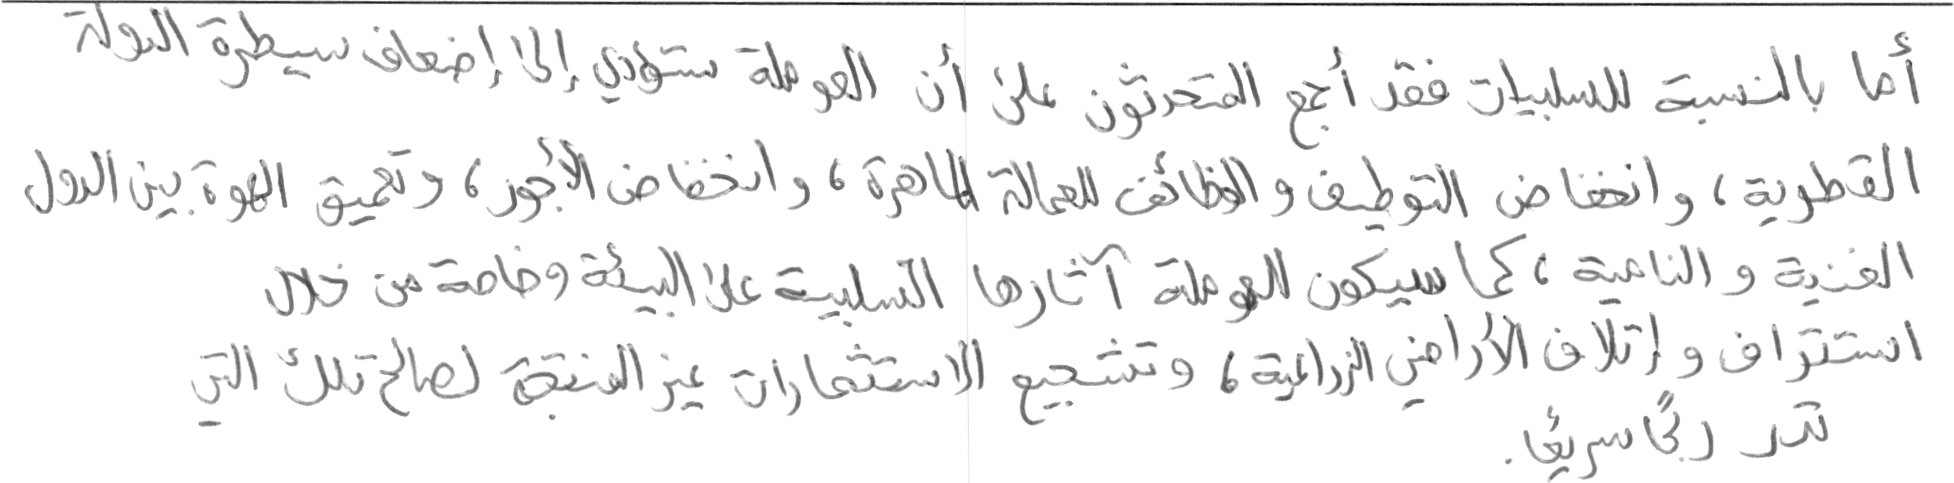 أما بالنسبة للسلبيات فقد أجمع المتحدثون على أن العولمة ستؤدي إلى إضعاف سيطرة الدولة
القطرية، وانخفاض التوظيف والوظائف للعمالة الماهرة، وانخفاض الأجور، وتعميق الهوة بين الدول
الغنية والنامية، كما سيكون للعولمة آثارها السلبية على البيئة وخاصة من خلال
استنزاف وإتلاف الأراضي الزراعية، وتشجيع الاستثمارات غير المنتجة لصالح تلك التي
تدر ربحًا سريعًا.